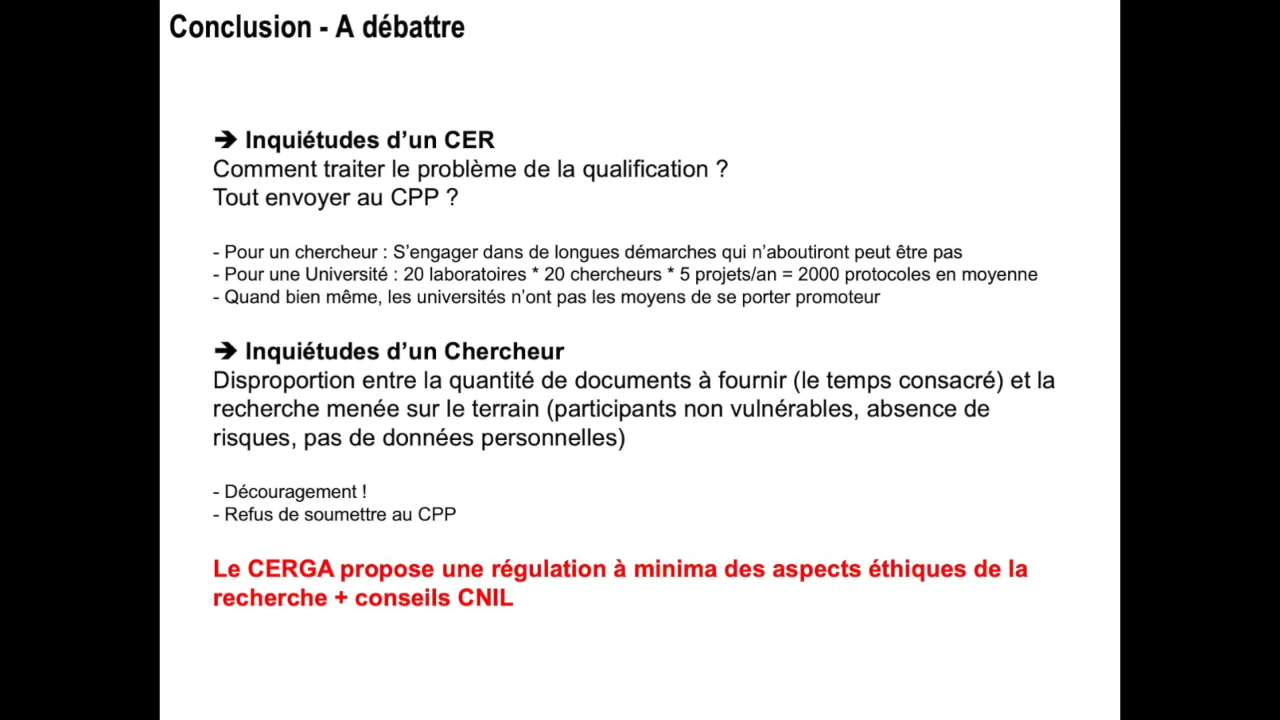 Conclusion - A débattre
➔ Inquiétudes d’un CER
Comment traiter le problème de la qualification ?
Tout envoyer au CPP ?
- Pour un chercheur : S’engager dans de longues démarches qui n’aboutiront peut être pas
- Pour une Université : 20 laboratoires * 20 chercheurs * 5 projets/an = 2000 protocoles en moyenne
- Quand bien même, les universités n’ont pas les moyens de se porter promoteur
➔ Inquiétudes d’un Chercheur
Disproportion entre la quantité de documents à fournir (le temps consacré) et la
recherche menée sur le terrain (participants non vulnérables, absence de
risques, pas de données personnelles)
- Découragement !
- Refus de soumettre au CPP
Le CERGA propose une régulation à minima des aspects éthiques de la
recherche + conseils CNIL